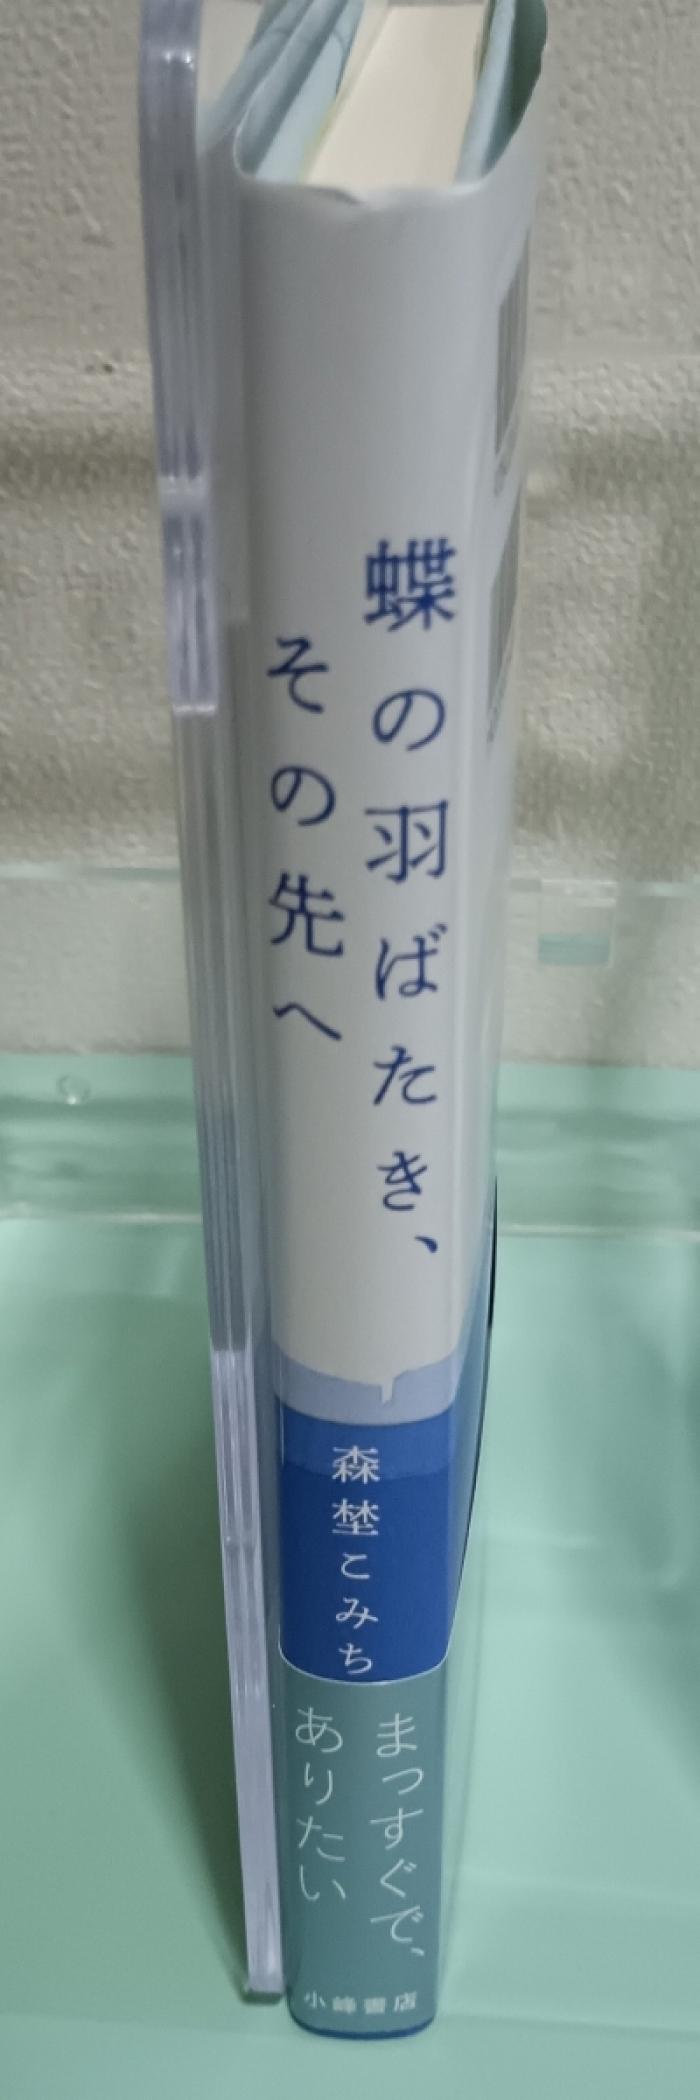 蝶の羽ばたき、
その先へ
森埜こみち
まっすぐで、
ありたい
小峰書店